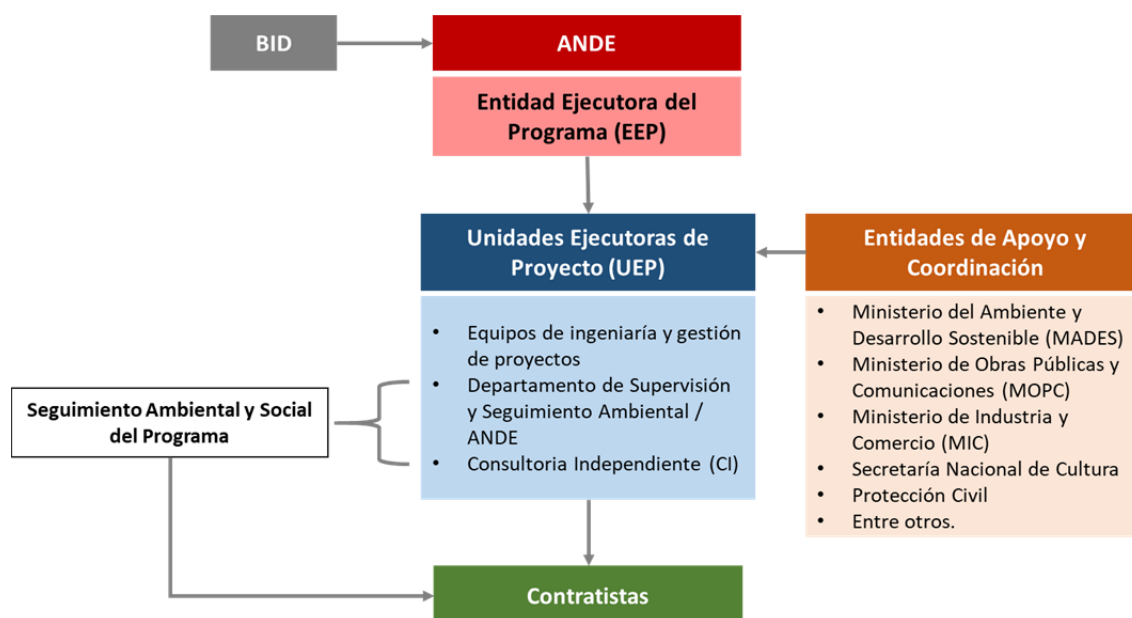 BID
ANDE
Entidad Ejecutora del
Programa (EEP)
Unidades Ejecutoras de
Proyecto (UEP)
• Equipos de ingeniaría y gestión
de proyectos
• Departamento de Supervisión
y Seguimiento Ambiental /
ANDE
• Consultoria Independiente (CI)
Entidades de Apoyo y
Coordinación
• Ministerio del Ambiente y
Desarrollo Sostenible (MADES)
• Ministerio de Obras Públicas y
Comunicaciones (MOPC)
• Ministerio de Industria y
Comercio (MIC)
• Secretaría Nacional de Cultura
• Protección Civil
• Entre otros.
Seguimiento Ambiental y Social
del Programa
Contratistas